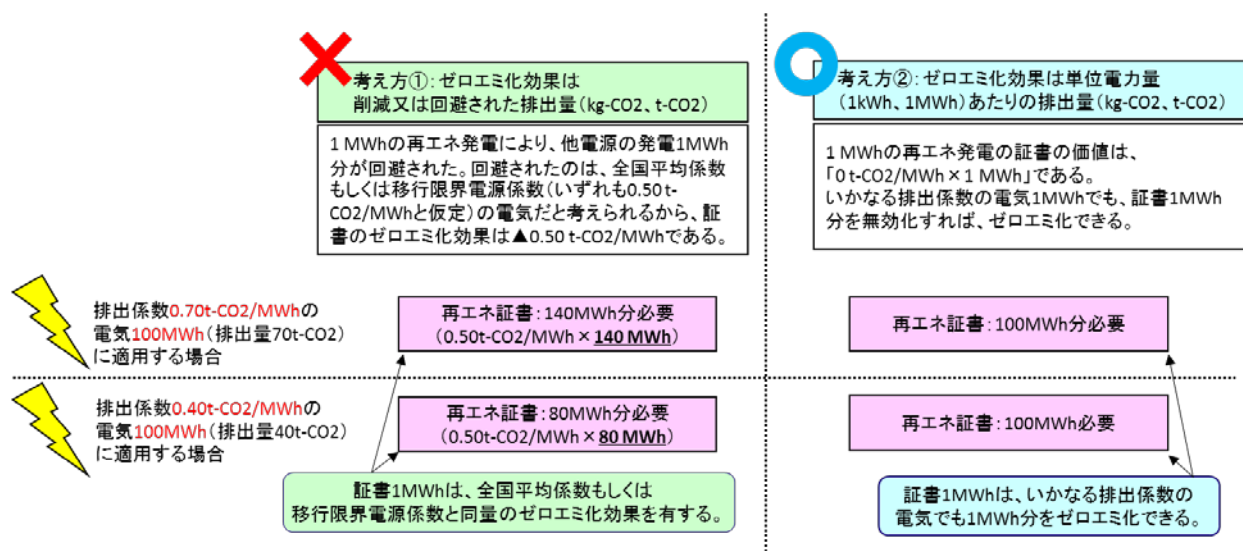 考え方①:ゼロエミ化効果は
削減又は回避された排出量(kg-CO2、t-CO2)
1 MWhの再エネ発電により、他電源の発電1MWh
分が回避された。回避されたのは、全国平均係数
もしくは移行限界電源係数(いずれも0.50 t-
CO2/MWhと仮定)の電気だと考えられるから、証
書のゼロエミ化効果は▲0.50 t-CO2/MWhである。
考え方②:ゼロエミ化効果は単位電力量
(1kWh、1MWh)あたりの排出量(kg-CO2、t-CO2)
1 MWhの再エネ発電の証書の価値は、
「0 t-CO2/MWh×1 MWh」である。
いかなる排出係数の電気1MWhでも、証書1MWh
分を無効化すれば、ゼロエミ化できる。
排出係数0.70t-CO2/MWhの
電気100MWh(排出量70t-CO2)
に適用する場合
再エネ証書:140MWh分必要
(0.50t-CO2/MWh×140 MWh)
再エネ証書:100MWh分必要
排出係数0.40t-CO2/MWhの
電気100MWh(排出量40t-CO2)
に適用する場合
再エネ証書:80MWh分必要
(0.50t-CO2/MWh×80 MWh)
再エネ証書:100MWh必要
証書1MWhは、全国平均係数もしくは
移行限界電源係数と同量のゼロエミ化効果を有する。
証書1MWhは、いかなる排出係数の
電気でも1MWh分をゼロエミ化できる。